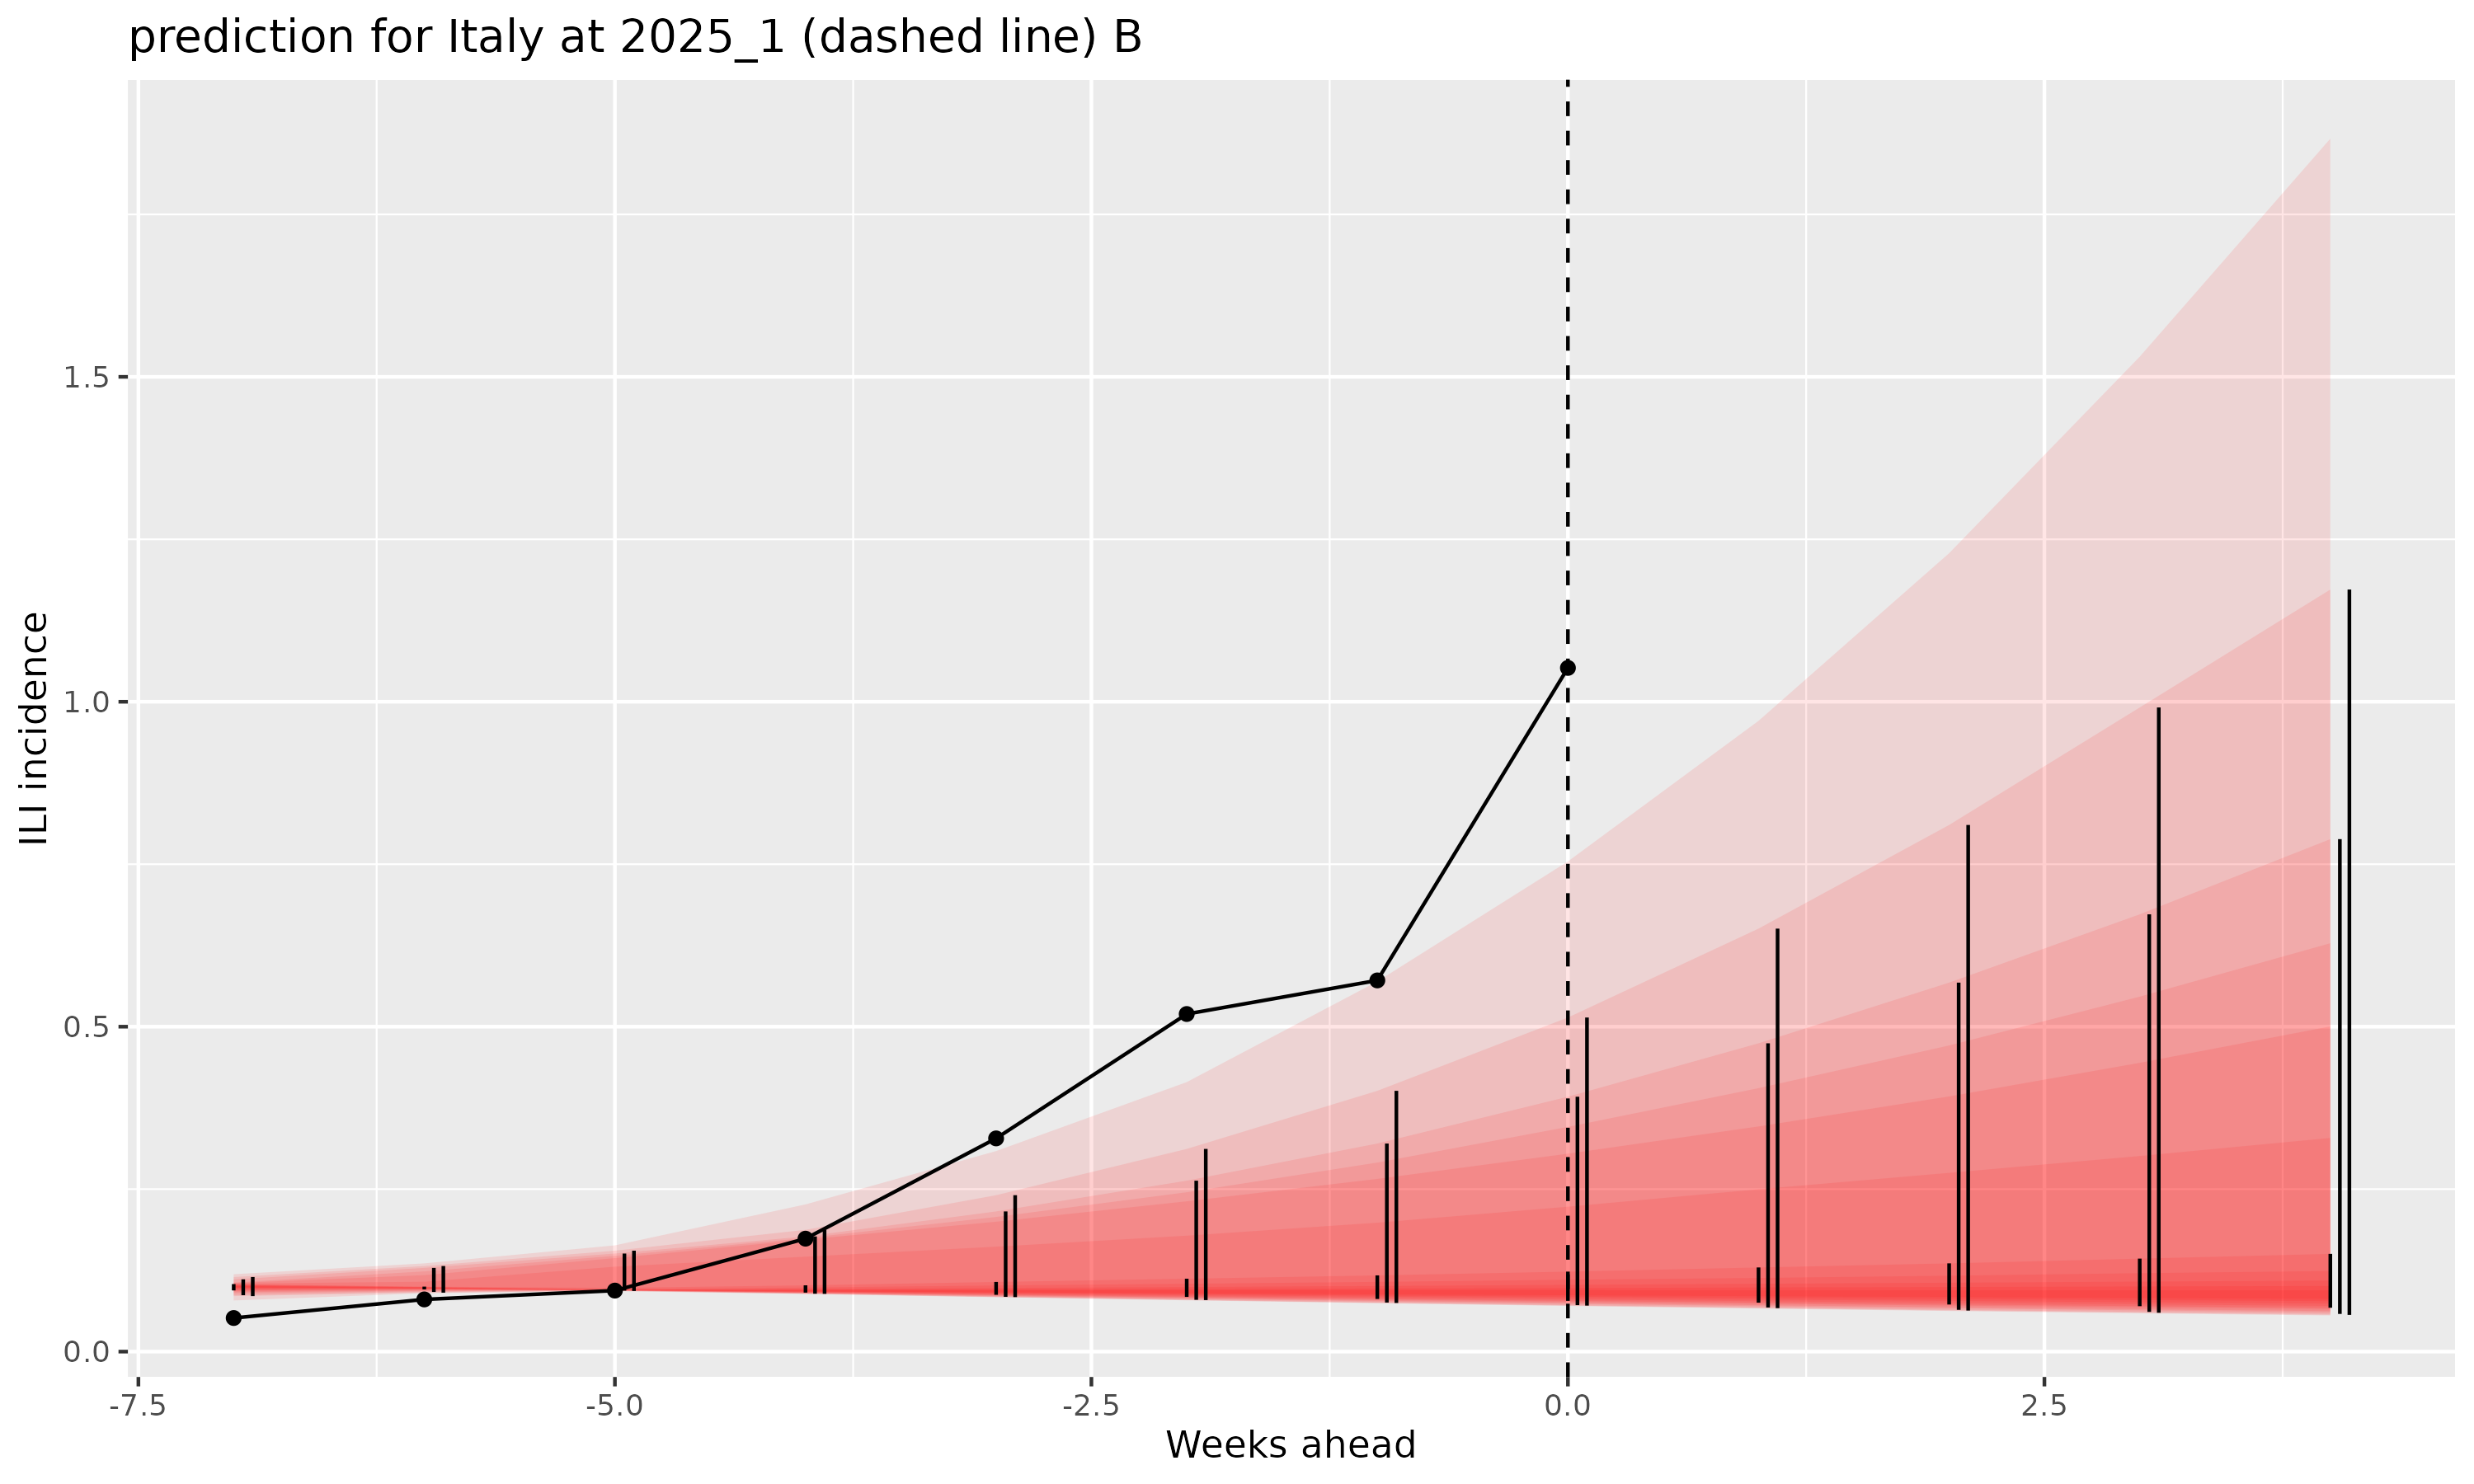 prediction for Italy at 2025_1 (dashed line) B
ILI incidence
1.5
1.0
0.5
0.0
-7.5 -5.0 -2.5 0.0 2.5
Weeks ahead